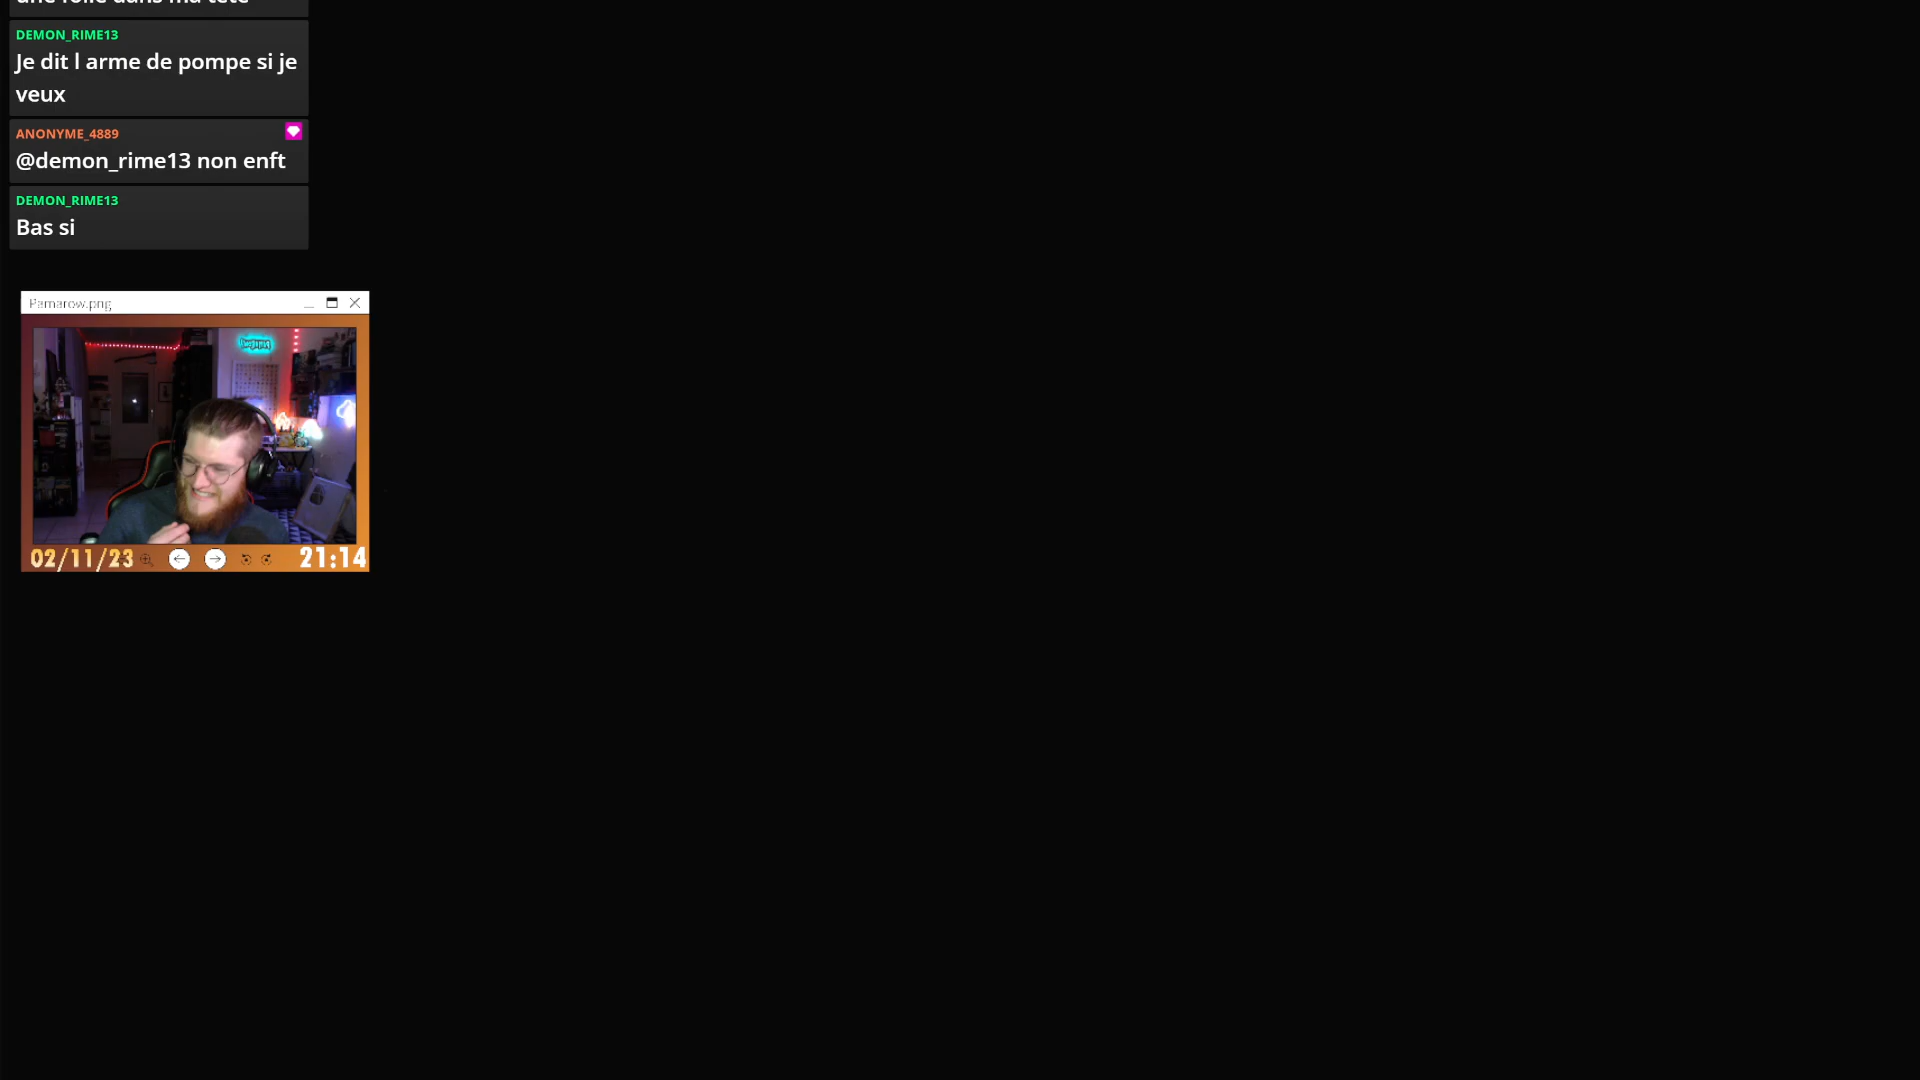 DEMON_RIME13
Je dit l arme de pompe si je
veux
ANONYME_4889
@demon_rime13 non enft
DEMON_RIME13
Bas si
Pamarow.png
02/11/23
21:14